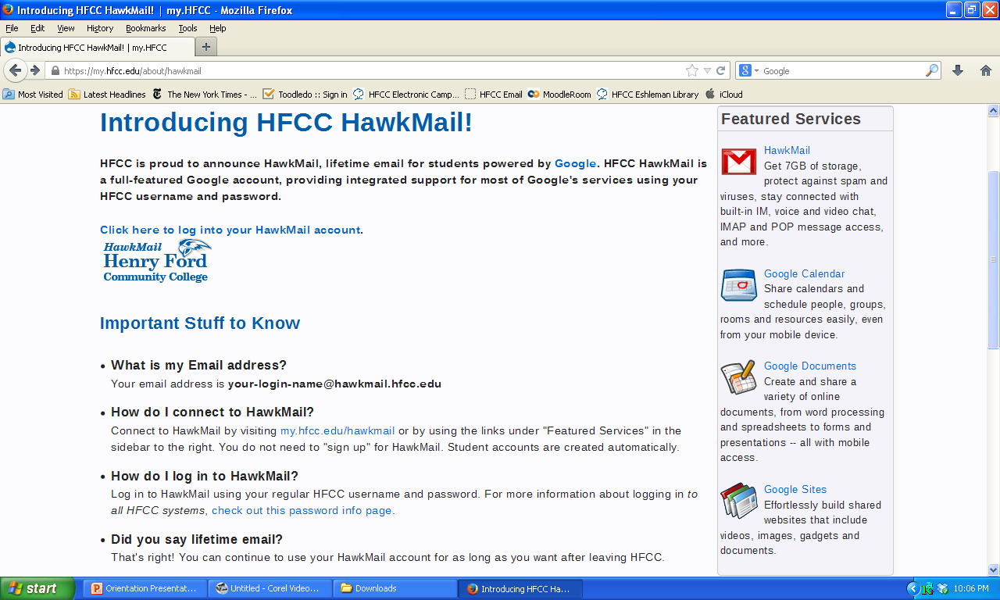 Introducing HFCC HawkMail! | my.HFCC - Mozilla Firefox
File Edit View History Bookmarks Tools Help
Introducing HFCC HawkMail! | my.HFCC
https://my.hfcc.edu/about/hawkmail
Google
Most Visited Latest Headlines The New York Times - ... Toodledo :: Sign in HFCC Electronic Camp... HFCC Email MoodleRoom HFCC Eshleman Library iCloud
Introducing HFCC HawkMail!
HFCC is proud to announce HawkMail, lifetime email for students powered by Google. HFCC HawkMail is
a full-featured Google account, providing integrated support for most of Google's services using your
HFCC username and password.
Click here to log into your HawkMail account.
HawkMail
Henry Ford
Community College
Important Stuff to Know
• What is my Email address?
Your email address is your-login-name@hawkmail.hfcc.edu
• How do I connect to HawkMail?
Connect to HawkMail by visiting my.hfcc.edu/hawkmail or by using the links under "Featured Services" in the
sidebar to the right. You do not need to "sign up" for HawkMail. Student accounts are created automatically.
• How do I log in to HawkMail?
Log in to HawkMail using your regular HFCC username and password. For more information about logging in to
all HFCC systems, check out this password info page.
• Did you say lifetime email?
That's right! You can continue to use your HawkMail account for as long as you want after leaving HFCC.
Featured Services
HawkMail
Get 7GB of storage,
protect against spam and
viruses, stay connected with
built-in IM, voice and video chat,
IMAP and POP message access,
and more.
Google Calendar
Share calendars and
schedule people, groups,
rooms and resources easily, even
from your mobile device.
Google Documents
Create and share a
variety of online
documents, from word processing
and spreadsheets to forms and
presentations -- all with mobile
access.
Google Sites
Effortlessly build shared
websites that include
videos, images, gadgets and
documents.
start
Orientation Presentat...
Untitled - Corel Video...
Downloads
Introducing HFCC Ha...
10:06 PM